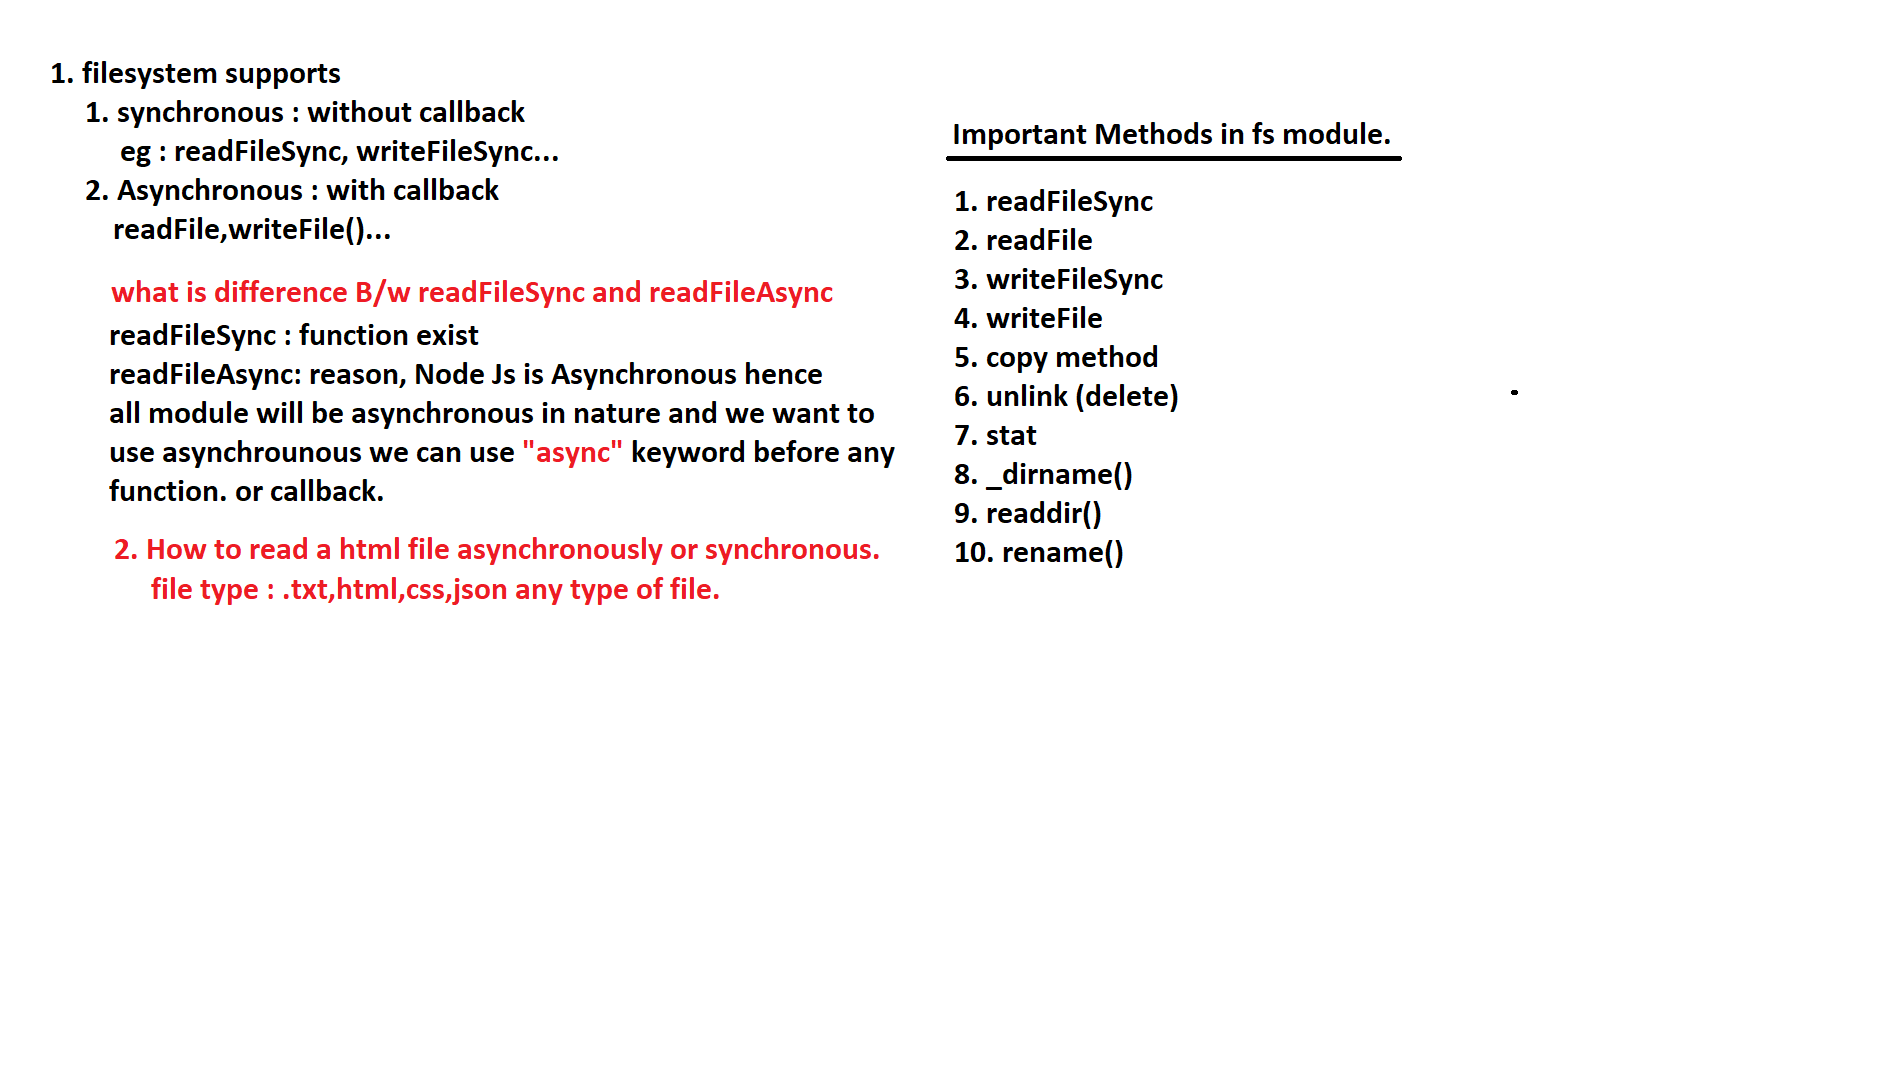 1. filesystem supports
1. synchronous : without callback
eg : readFileSync, writeFileSync...
2. Asynchronous : with callback
readFile,writeFile()...
what is difference B/w readFileSync and readFileAsync
readFileSync : function exist
readFileAsync: reason, Node Js is Asynchronous hence
all module will be asynchronous in nature and we want to
use asynchrounous we can use "async" keyword before any
function. or callback.
2. How to read a html file asynchronously or synchronous.
file type : .txt,html,css,json any type of file.
Important Methods in fs module.
1. readFileSync
2. readFile
3. writeFileSync
4. writeFile
5. copy method
6. unlink (delete)
7. stat
8. _dirname()
9. readdir()
10. rename()